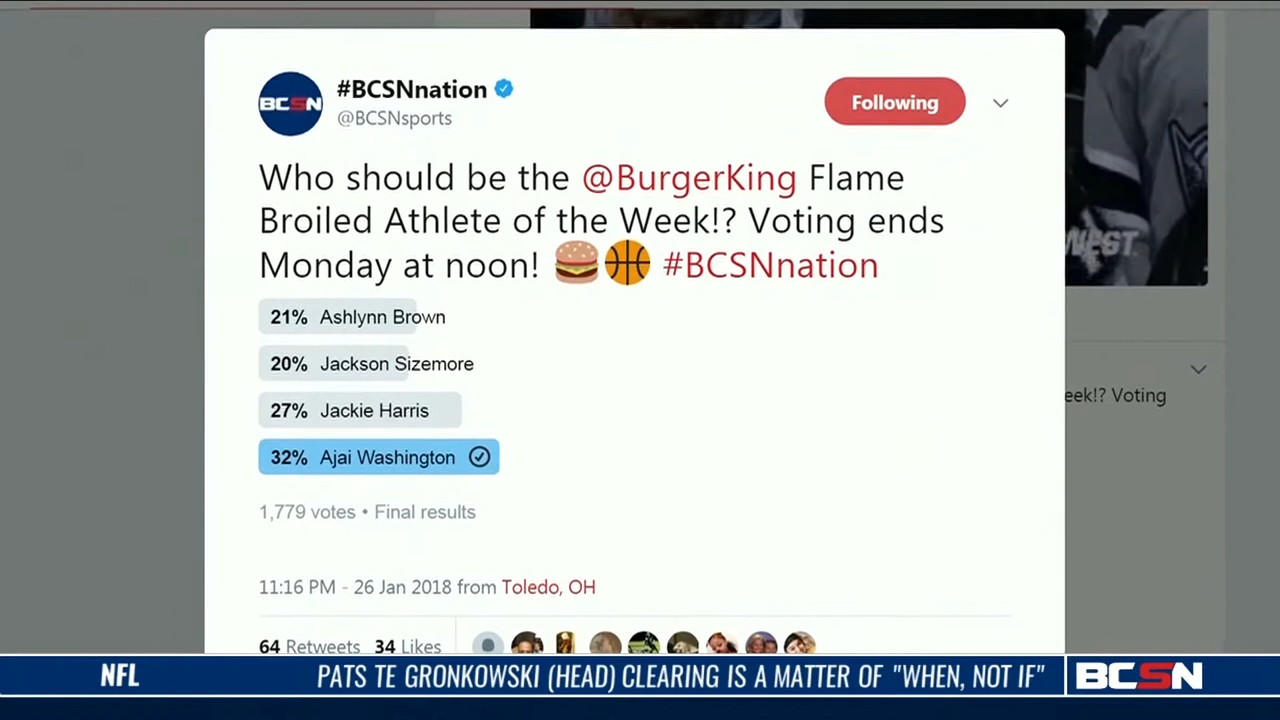 BCSN
#BCSNnation
@BCSNsports
Following
Who should be the @BurgerKing Flame
Broiled Athlete of the Week!? Voting ends
Monday at noon! 🍔🏀 #BCSNnation
21% Ashlynn Brown
20% Jackson Sizemore
27% Jackie Harris
32% Ajai Washington
1,779 votes • Final results
11:16 PM - 26 Jan 2018 from Toledo, OH
64 Retweets 34 Likes
eek!? Voting
NFL PATS TE GRONKOWSKI (HEAD) CLEARING IS A MATTER OF "WHEN, NOT IF" BCSN